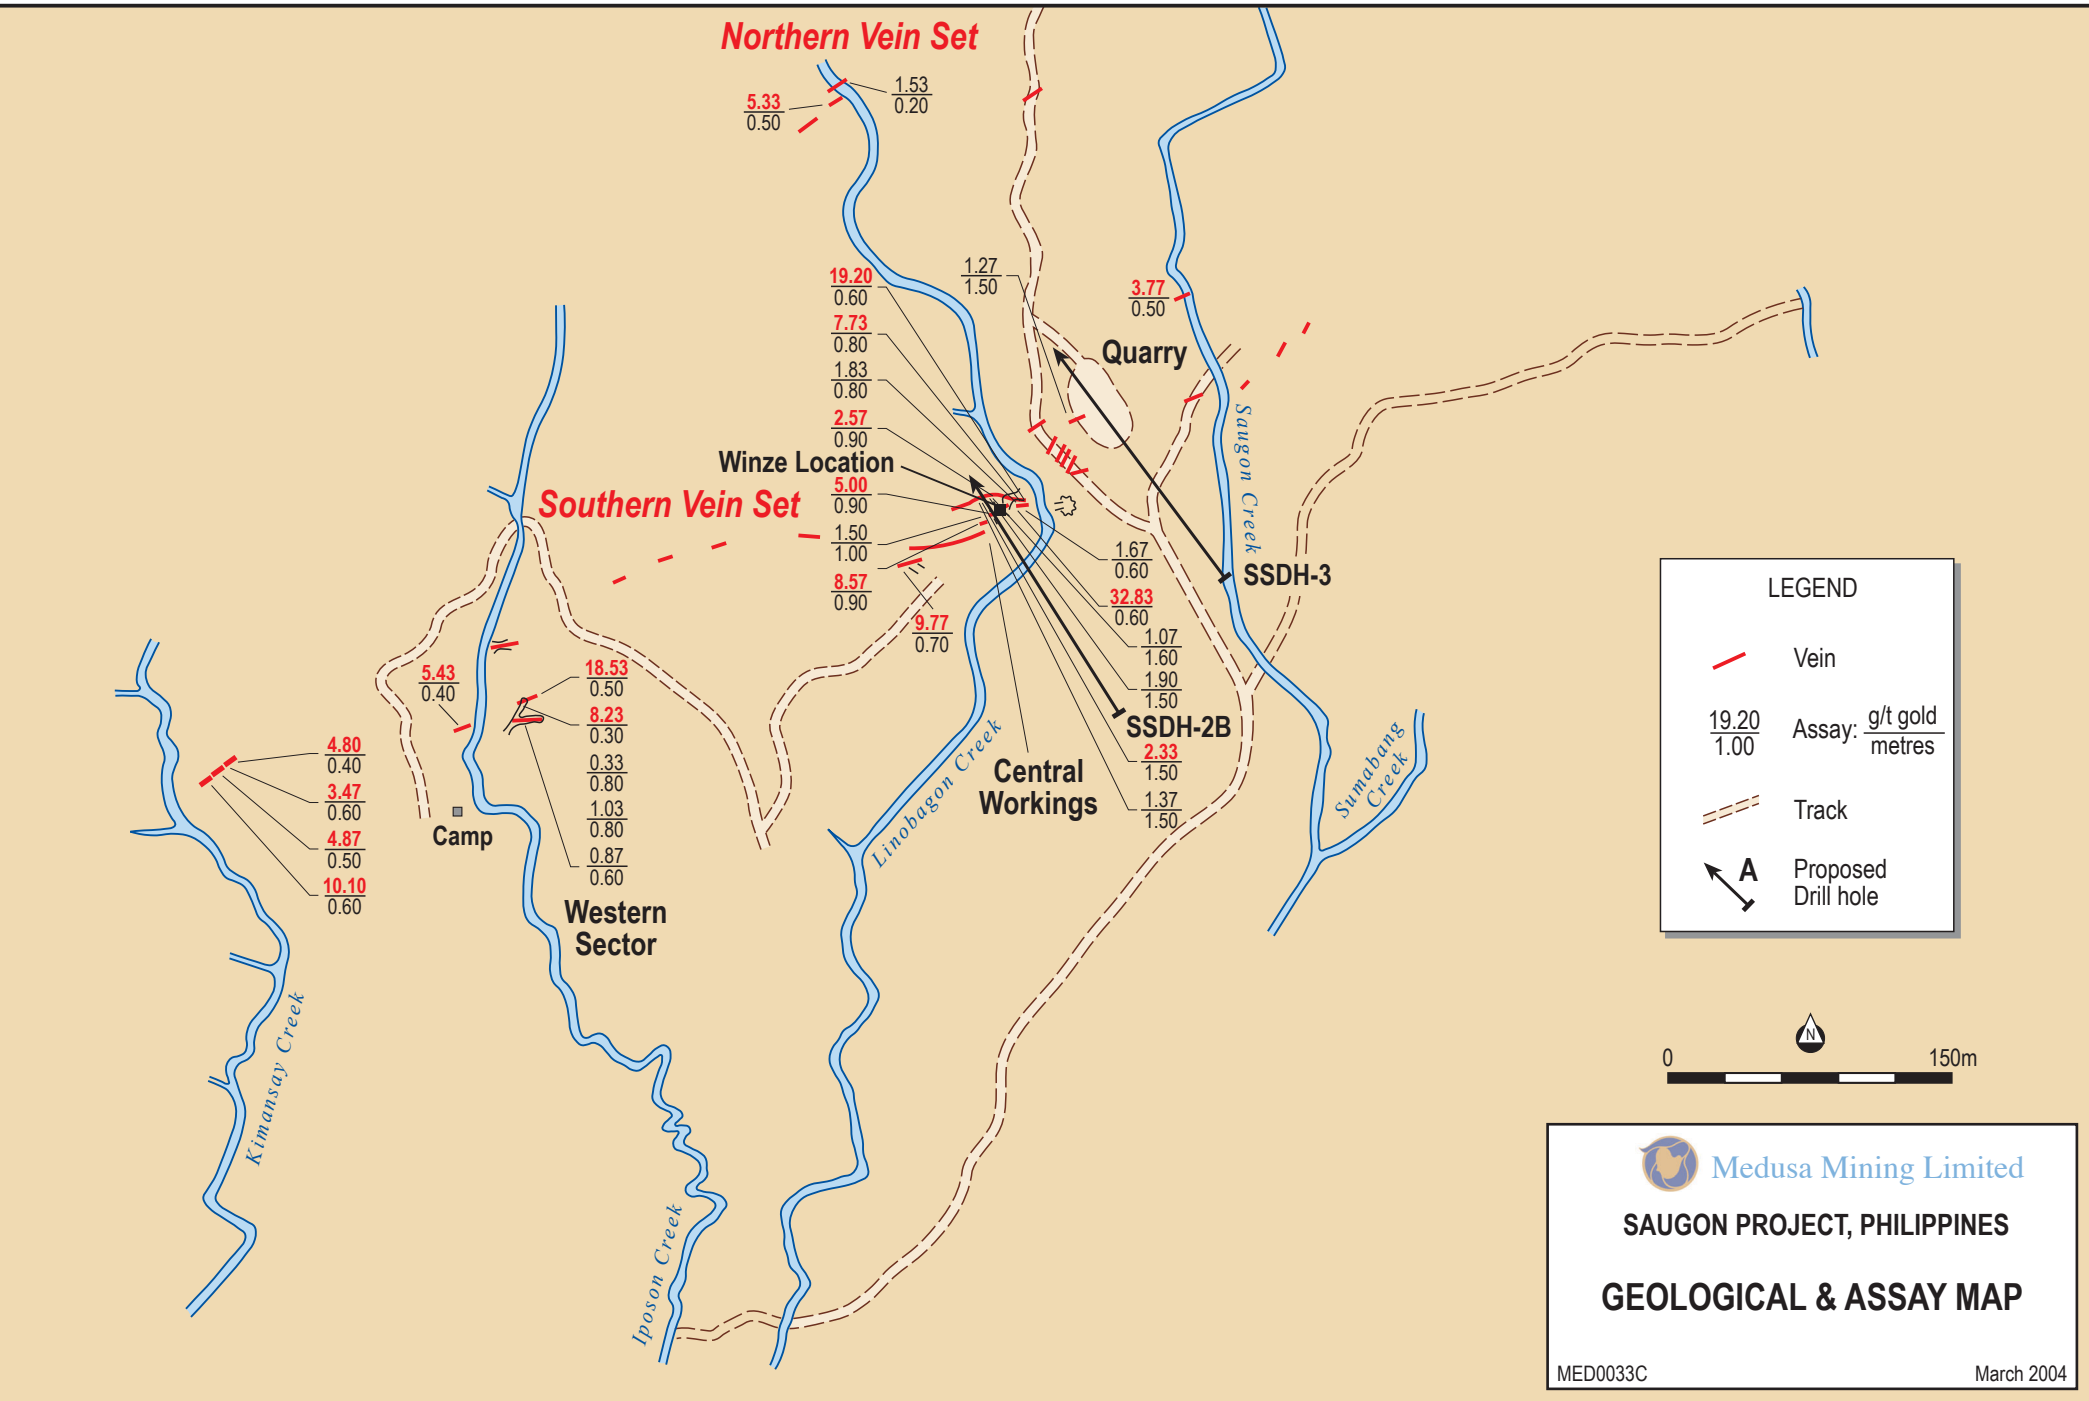 Northern Vein Set
1.53
0.20
5.33
0.50
19.20
0.60
7.73
0.80
1.83
0.80
2.57
0.90
Winze Location
5.00
0.90
1.50
1.00
8.57
0.90
Southern Vein Set
1.27
1.50
3.77
0.50
Quarry
Saugon Creek
SSDH-3
1.67
0.60
32.83
0.60
1.07
1.60
1.90
1.50
SSDH-2B
2.33
1.50
1.37
1.50
9.77
0.70
Central
Workings
Linobagon Creek
Sumabang
Creek
5.43
0.40
18.53
0.50
8.23
0.30
0.33
0.80
1.03
0.80
0.87
0.60
4.80
0.40
3.47
0.60
4.87
0.50
10.10
0.60
Camp
Western
Sector
Kimansay Creek
Iposon Creek
LEGEND
Vein
19.20
1.00
Assay: g/t gold
metres
Track
A
Proposed
Drill hole
N
0 150m
Medusa Mining Limited
SAUGON PROJECT, PHILIPPINES
GEOLOGICAL & ASSAY MAP
MED0033C March 2004